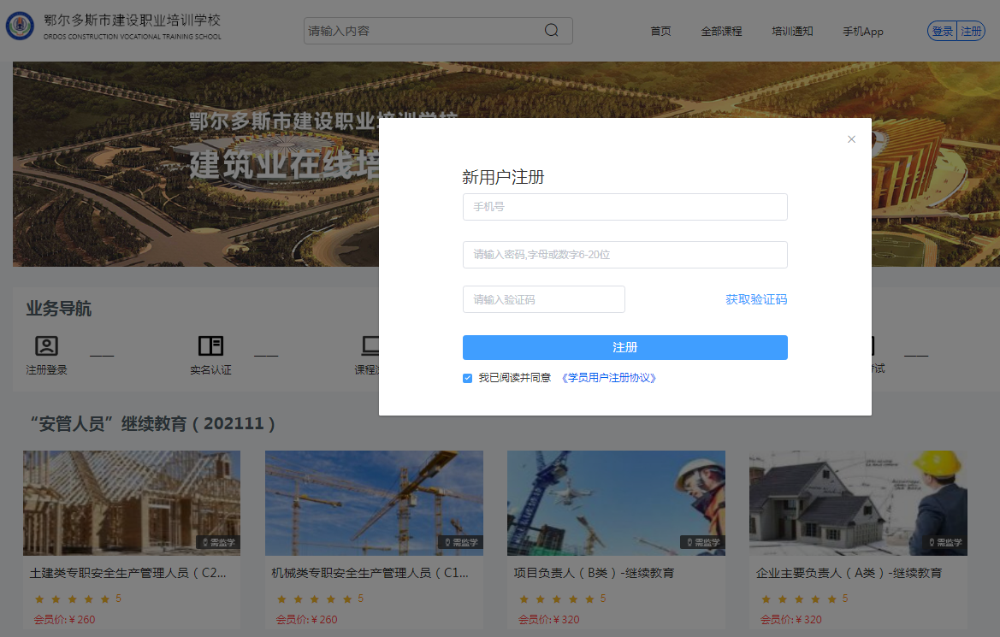 鄂尔多斯市建设职业培训学校
ORDOS CONSTRUCTION VOCATIONAL TRAINING SCHOOL
请输入内容
首页
全部课程
培训通知
手机App
登录 注册
鄂尔多斯市建设职业培训学校
建筑业在线培
新用户注册
手机号
请输入密码,字母或数字6-20位
请输入验证码
获取验证码
注册
我已阅读并同意 《学员用户注册协议》
业务导航
注册登录
实名认证
课程
试
“安管人员”继续教育（202111）
需监学
需监学
需监学
需监学
土建类专职安全生产管理人员（C2...
机械类专职安全生产管理人员（C1...
项目负责人（B类）-继续教育
企业主要负责人（A类）-继续教育
5
5
5
5
会员价:￥260
会员价:￥260
会员价:￥320
会员价:￥320